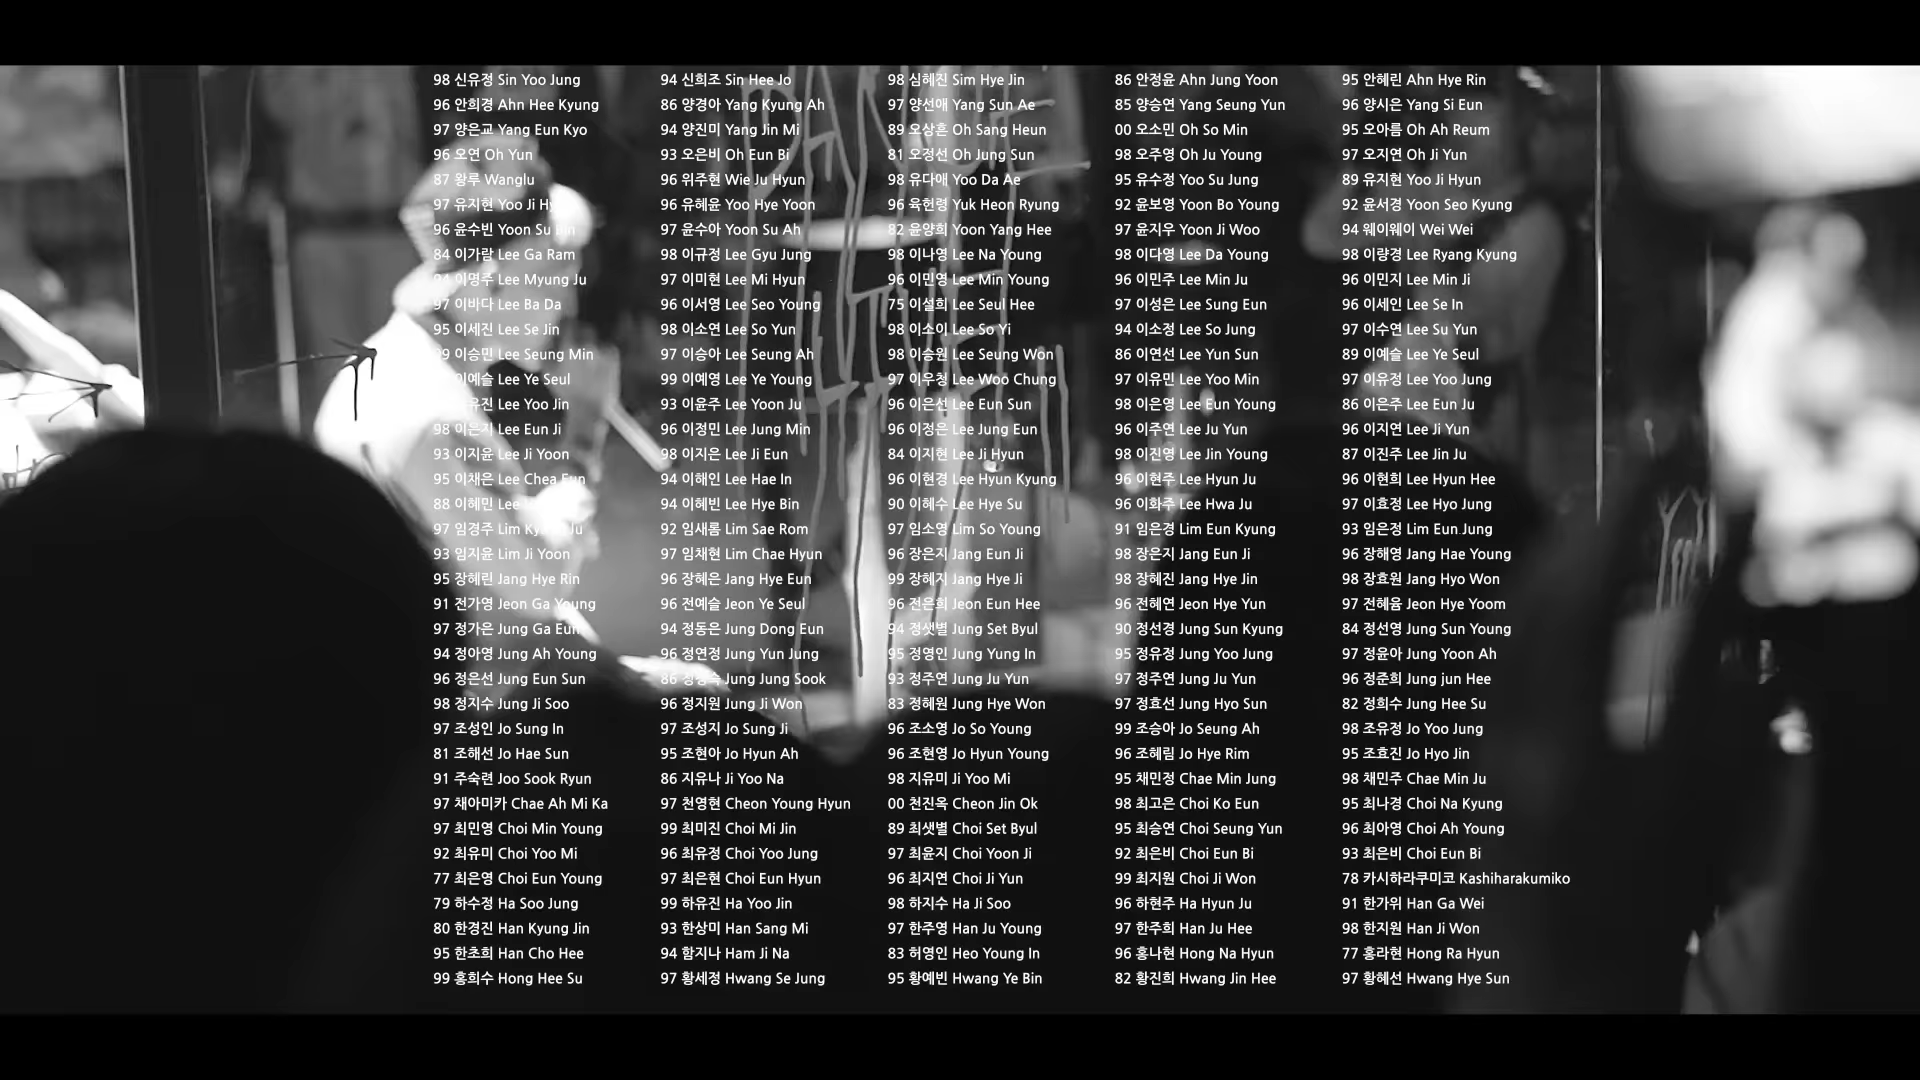 98 신유정 Sin Yoo Jung 94 신희조 Sin Hee Jo 98 심혜진 Sim Hye Jin 86 안정윤 Ahn Jung Yoon 95 안혜린 Ahn Hye Rin
96 안희경 Ahn Hee Kyung 86 양경아 Yang Kyung Ah 97 양선애 Yang Sun Ae 85 양승연 Yang Seung Yun 96 양시은 Yang Si Eun
97 양은교 Yang Eun Kyo 94 양진미 Yang Jin Mi 89 오상흔 Oh Sang Heun 00 오소민 Oh So Min 95 오아름 Oh Ah Reum
96 오연 Oh Yun 93 오은비 Oh Eun Bi 81 오정선 Oh Jung Sun 98 오주영 Oh Ju Young 97 오지연 Oh Ji Yun
87 왕루 Wanglu 96 위주현 Wie Ju Hyun 98 유다애 Yoo Da Ae 95 유수정 Yoo Su Jung 89 유지현 Yoo Ji Hyun
97 유지현 Yoo Ji 96 유혜윤 Yoo Hye Yoon 96 육헌령 Yuk Heon Ryung 92 윤보영 Yoon Bo Young 92 윤서경 Yoon Seo Kyung
96 윤수빈 Yoon Su Bin 97 윤수아 Yoon Su Ah 82 윤양희 Yoon Yang Hee 97 윤지우 Yoon Ji Woo 94 웨이웨이 Wei Wei
84 이가람 Lee Ga Ram 98 이규정 Lee Gyu Jung 98 이나영 Lee Na Young 98 이다영 Lee Da Young 98 이량경 Lee Ryang Kyung
이명주 Lee Myung Ju 97 이미현 Lee Mi Hyun 96 이민영 Lee Min Young 96 이민주 Lee Min Ju 96 이민지 Lee Min Ji
97 이바다 Lee Ba Da 96 이서영 Lee Seo Young 75 이설희 Lee Seul Hee 97 이성은 Lee Sung Eun 96 이세인 Lee Se In
95 이세진 Lee Se Jin 98 이소연 Lee So Yun 98 이소이 Lee So Yi 94 이소정 Lee So Jung 97 이수연 Lee Su Yun
이승민 Lee Seung Min 97 이승아 Lee Seung Ah 98 이승원 Lee Seung Won 86 이연선 Lee Yun Sun 89 이예슬 Lee Ye Seul
이예슬 Lee Ye Seul 99 이예영 Lee Ye Young 97 이우청 Lee Woo Chung 97 이유민 Lee Yoo Min 97 이유정 Lee Yoo Jung
Lee Yoo Jin 93 이윤주 Lee Yoon Ju 96 이은선 Lee Eun Sun 98 이은영 Lee Eun Young 86 이은주 Lee Eun Ju
98 이은지 Lee Eun Ji 96 이정민 Lee Jung Min 96 이정은 Lee Jung Eun 96 이주연 Lee Ju Yun 96 이지연 Lee Ji Yun
93 이지윤 Lee Ji Yoon 98 이지은 Lee Ji Eun 84 이지현 Lee Ji Hyun 98 이진영 Lee Jin Young 87 이진주 Lee Jin Ju
95 이채은 Lee Chea Eun 94 이해인 Lee Hae In 96 이현경 Lee Hyun Kyung 96 이현주 Lee Hyun Ju 96 이현희 Lee Hyun Hee
88 이혜민 Lee 94 이혜빈 Lee Hye Bin 90 이혜수 Lee Hye Su 96 이화주 Lee Hwa Ju 97 이효정 Lee Hyo Jung
97 임경주 Lim 92 임새롬 Lim Sae Rom 97 임소영 Lim So Young 91 임은경 Lim Eun Kyung 93 임은정 Lim Eun Jung
93 임지윤 Lim Ji Yoon 97 임채현 Lim Chae Hyun 96 장은지 Jang Eun Ji 98 장은지 Jang Eun Ji 96 장해영 Jang Hae Young
95 장혜린 Jang Hye Rin 96 장혜은 Jang Hye Eun 99 장혜지 Jang Hye Ji 98 장혜진 Jang Hye Jin 98 장효원 Jang Hyo Won
91 전가영 Jeon Ga Young 96 전예슬 Jeon Ye Seul 96 전은희 Jeon Eun Hee 96 전혜연 Jeon Hye Yun 97 전혜윰 Jeon Hye Yoom
97 정가은 Jung Ga Eun 94 정동은 Jung Dong Eun 94 정샛별 Jung Set Byul 90 정선경 Jung Sun Kyung 84 정선영 Jung Sun Young
94 정아영 Jung Ah Young 96 정연정 Jung Yun Jung 95 정영인 Jung Yung In 95 정유정 Jung Yoo Jung 97 정윤아 Jung Yoon Ah
96 정은선 Jung Eun Sun 86 Jung Jung Sook 93 정주연 Jung Ju Yun 97 정주연 Jung Ju Yun 96 정준희 Jung jun Hee
98 정지수 Jung Ji Soo 96 정지원 Jung Ji Won 83 정혜원 Jung Hye Won 97 정효선 Jung Hyo Sun 82 정희수 Jung Hee Su
97 조성인 Jo Sung In 97 조성지 Jo Sung Ji 96 조소영 Jo So Young 99 조승아 Jo Seung Ah 98 조유정 Jo Yoo Jung
81 조해선 Jo Hae Sun 95 조현아 Jo Hyun Ah 96 조현영 Jo Hyun Young 96 조혜림 Jo Hye Rim 95 조효진 Jo Hyo Jin
91 주숙련 Joo Sook Ryun 86 지유나 Ji Yoo Na 98 지유미 Ji Yoo Mi 95 채민정 Chae Min Jung 98 채민주 Chae Min Ju
97 채아미카 Chae Ah Mi Ka 97 천영현 Cheon Young Hyun 00 천진옥 Cheon Jin Ok 98 최고은 Choi Ko Eun 95 최나경 Choi Na Kyung
97 최민영 Choi Min Young 99 최미진 Choi Mi Jin 89 최샛별 Choi Set Byul 95 최승연 Choi Seung Yun 96 최아영 Choi Ah Young
92 최유미 Choi Yoo Mi 96 최유정 Choi Yoo Jung 97 최윤지 Choi Yoon Ji 92 최은비 Choi Eun Bi 93 최은비 Choi Eun Bi
77 최은영 Choi Eun Young 97 최은현 Choi Eun Hyun 96 최지연 Choi Ji Yun 99 최지원 Choi Ji Won 78 카시하라쿠미코 Kashiharakumiko
79 하수정 Ha Soo Jung 99 하유진 Ha Yoo Jin 98 하지수 Ha Ji Soo 96 하현주 Ha Hyun Ju 91 한가위 Han Ga Wei
80 한경진 Han Kyung Jin 93 한상미 Han Sang Mi 97 한주영 Han Ju Young 97 한주희 Han Ju Hee 98 한지원 Han Ji Won
95 한초희 Han Cho Hee 94 함지나 Ham Ji Na 83 허영인 Heo Young In 96 홍나현 Hong Na Hyun 77 홍라현 Hong Ra Hyun
99 홍희수 Hong Hee Su 97 황세정 Hwang Se Jung 95 황예빈 Hwang Ye Bin 82 황진희 Hwang Jin Hee 97 황혜선 Hwang Hye Sun